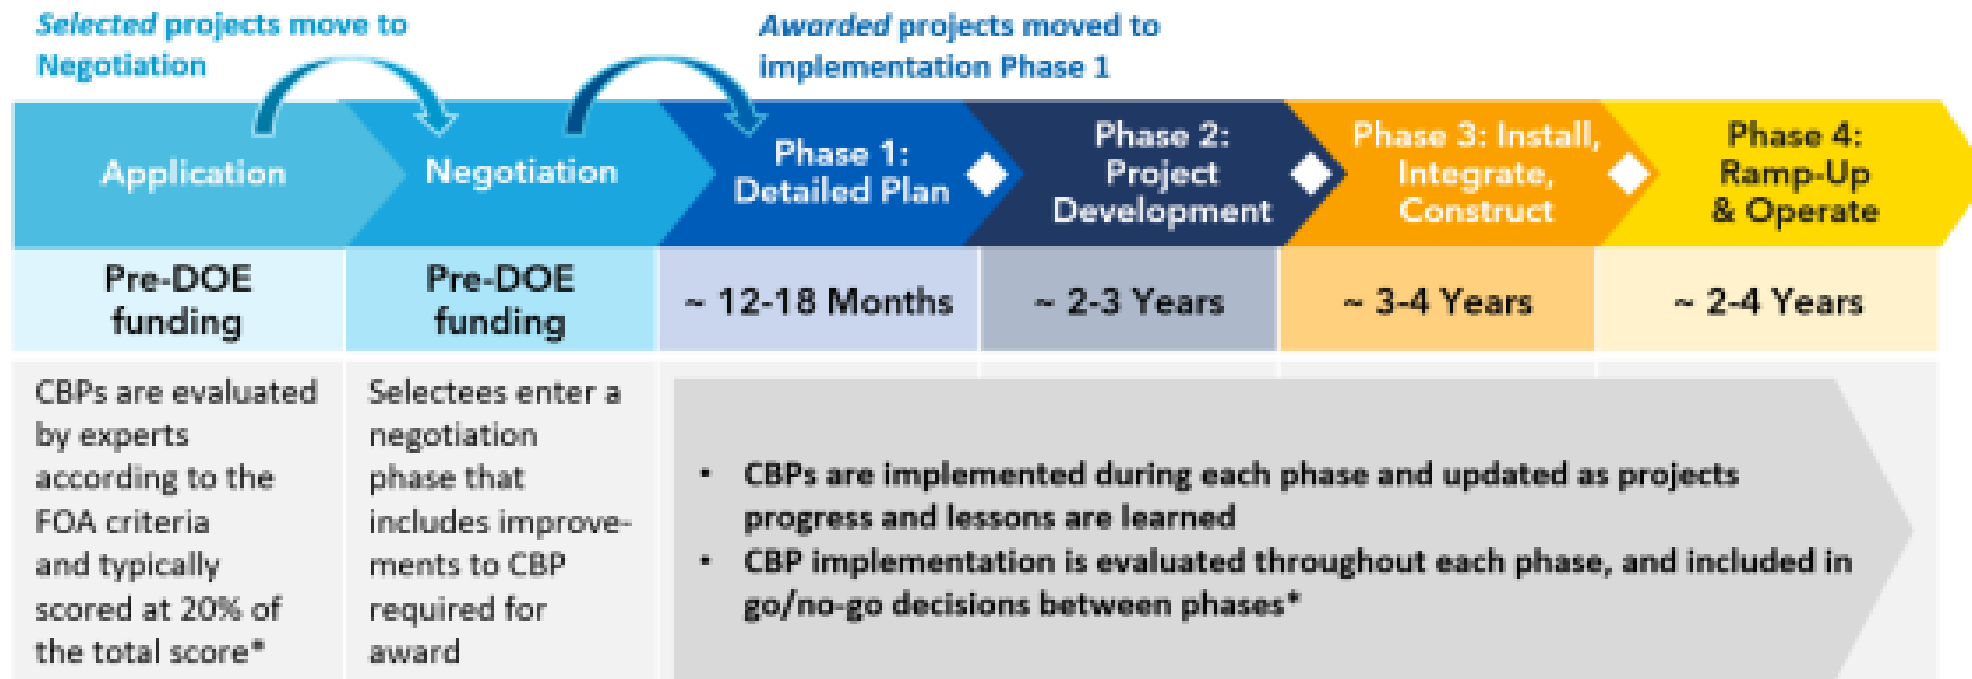 Selected projects move to
Negotiation
Awarded projects moved to
implementation Phase 1
Application
Negotiation
Phase 1:
Detailed Plan
Phase 2:
Project
Development
Phase 3: Install,
Integrate,
Construct
Phase 4:
Ramp-Up
& Operate
Pre-DOE
funding
Pre-DOE
funding
~ 12-18 Months
~ 2-3 Years
~ 3-4 Years
~ 2-4 Years
CBPs are evaluated
by experts
according to the
FOA criteria
and typically
scored at 20% of
the total score*
Selectees enter a
negotiation
phase that
includes improve-
ments to CBP
required for
award
• CBPs are implemented during each phase and updated as projects
progress and lessons are learned
• CBP implementation is evaluated throughout each phase, and included in
go/no-go decisions between phases*